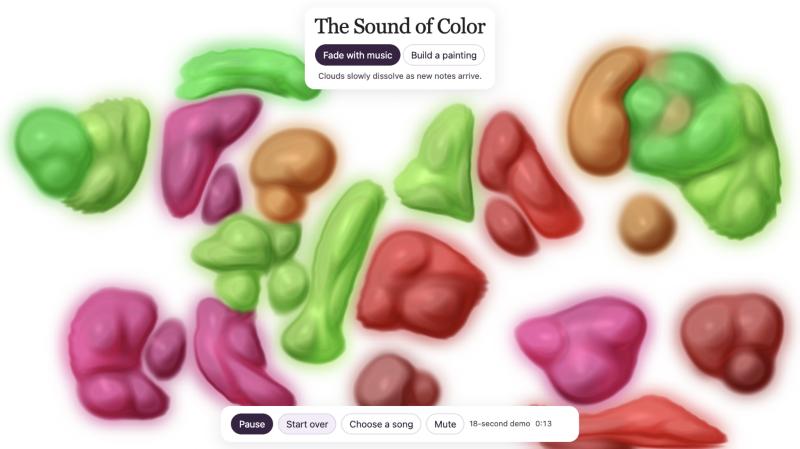 The Sound of Color
Fade with music Build a painting
Clouds slowly dissolve as new notes arrive.
Pause Start over Choose a song Mute 18-second demo 0:13